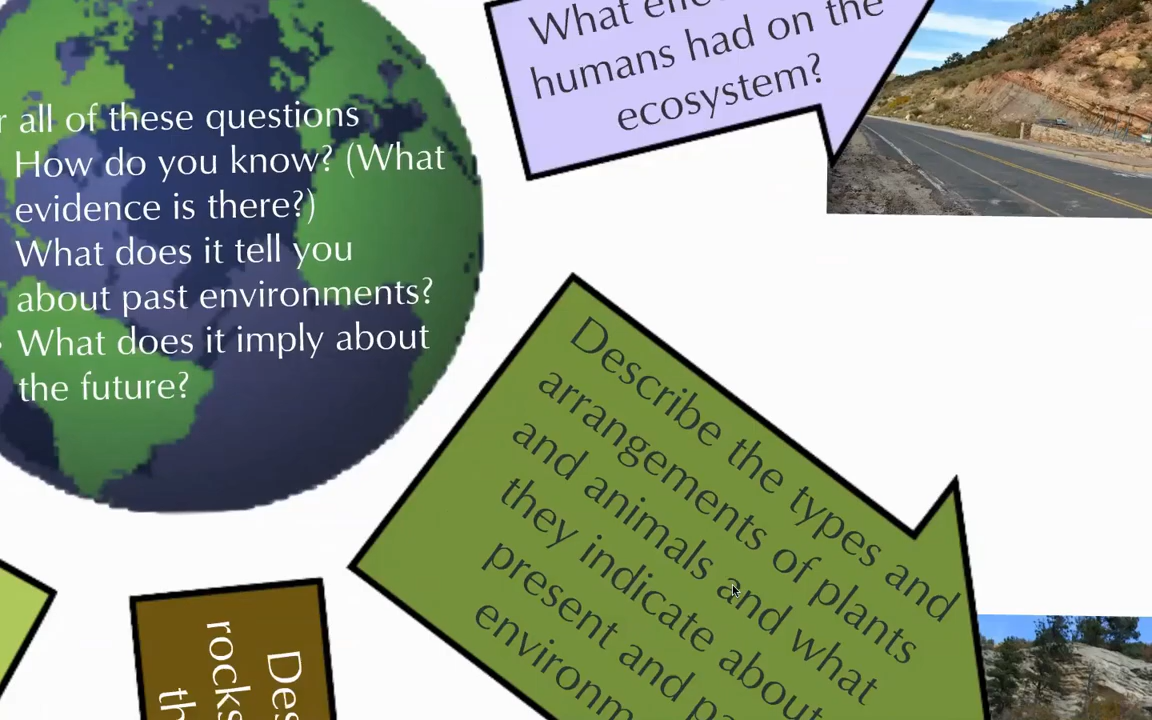 all of these questions
How do you know? (What
evidence is there?)
What does it tell you
about past environments?
• What does it imply about
the future?
What
humans had on the
ecosystem?
Describe the types and
arrangements of plants
and animals and what
they indicate about
present and